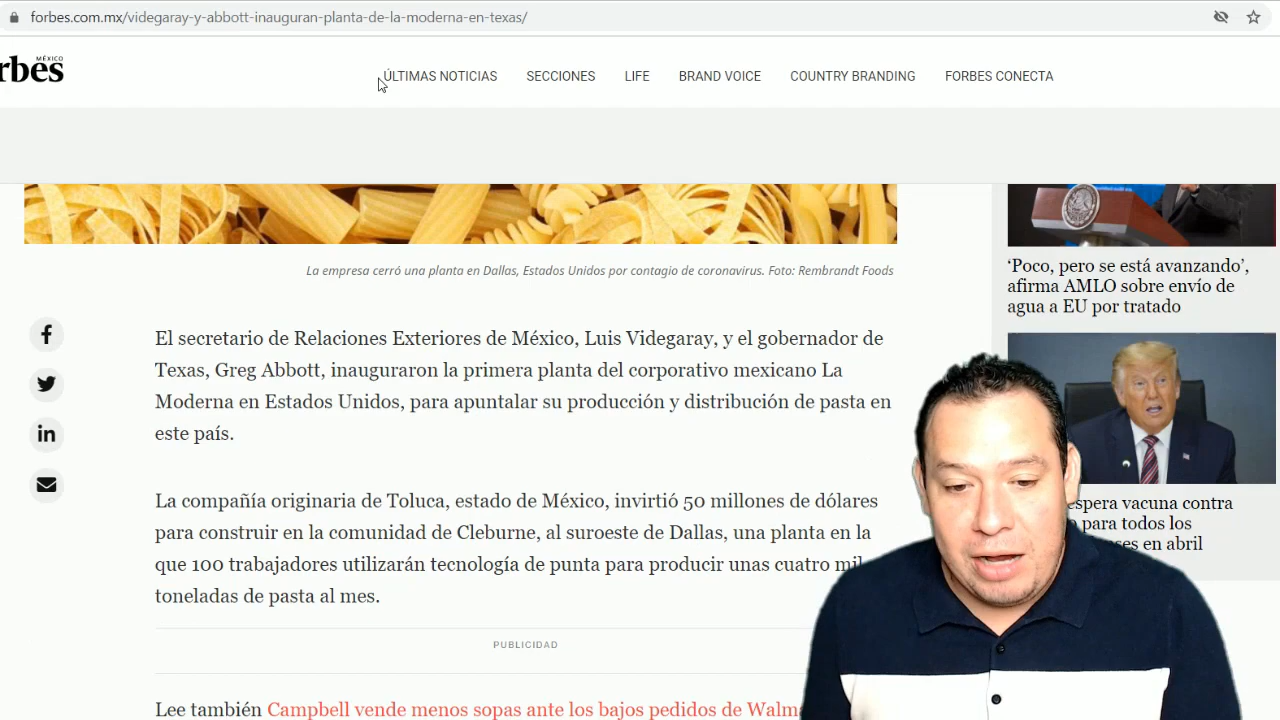 forbes.com.mx/videgaray-y-abbott-inauguran-planta-de-la-moderna-en-texas/
MÉXICO
ÚLTIMAS NOTICIAS SECCIONES LIFE BRAND VOICE COUNTRY BRANDING FORBES CONECTA
La empresa cerró una planta en Dallas, Estados Unidos por contagio de coronavirus. Foto: Rembrandt Foods
El secretario de Relaciones Exteriores de México, Luis Videgaray, y el gobernador de
Texas, Greg Abbott, inauguraron la primera planta del corporativo mexicano La
Moderna en Estados Unidos, para apuntalar su producción y distribución de pasta en
este país.
La compañía originaria de Toluca, estado de México, invirtió 50 millones de dólares
para construir en la comunidad de Cleburne, al suroeste de Dallas, una planta en la
que 100 trabajadores utilizarán tecnología de punta para producir unas cuatro mil
toneladas de pasta al mes.
PUBLICIDAD
Lee también Campbell vende menos sopas ante los bajos pedidos de
‘Poco, pero se está avanzando’,
afirma AMLO sobre envío de
agua a EU por tratado
espera vacuna contra
para todos los
en abril